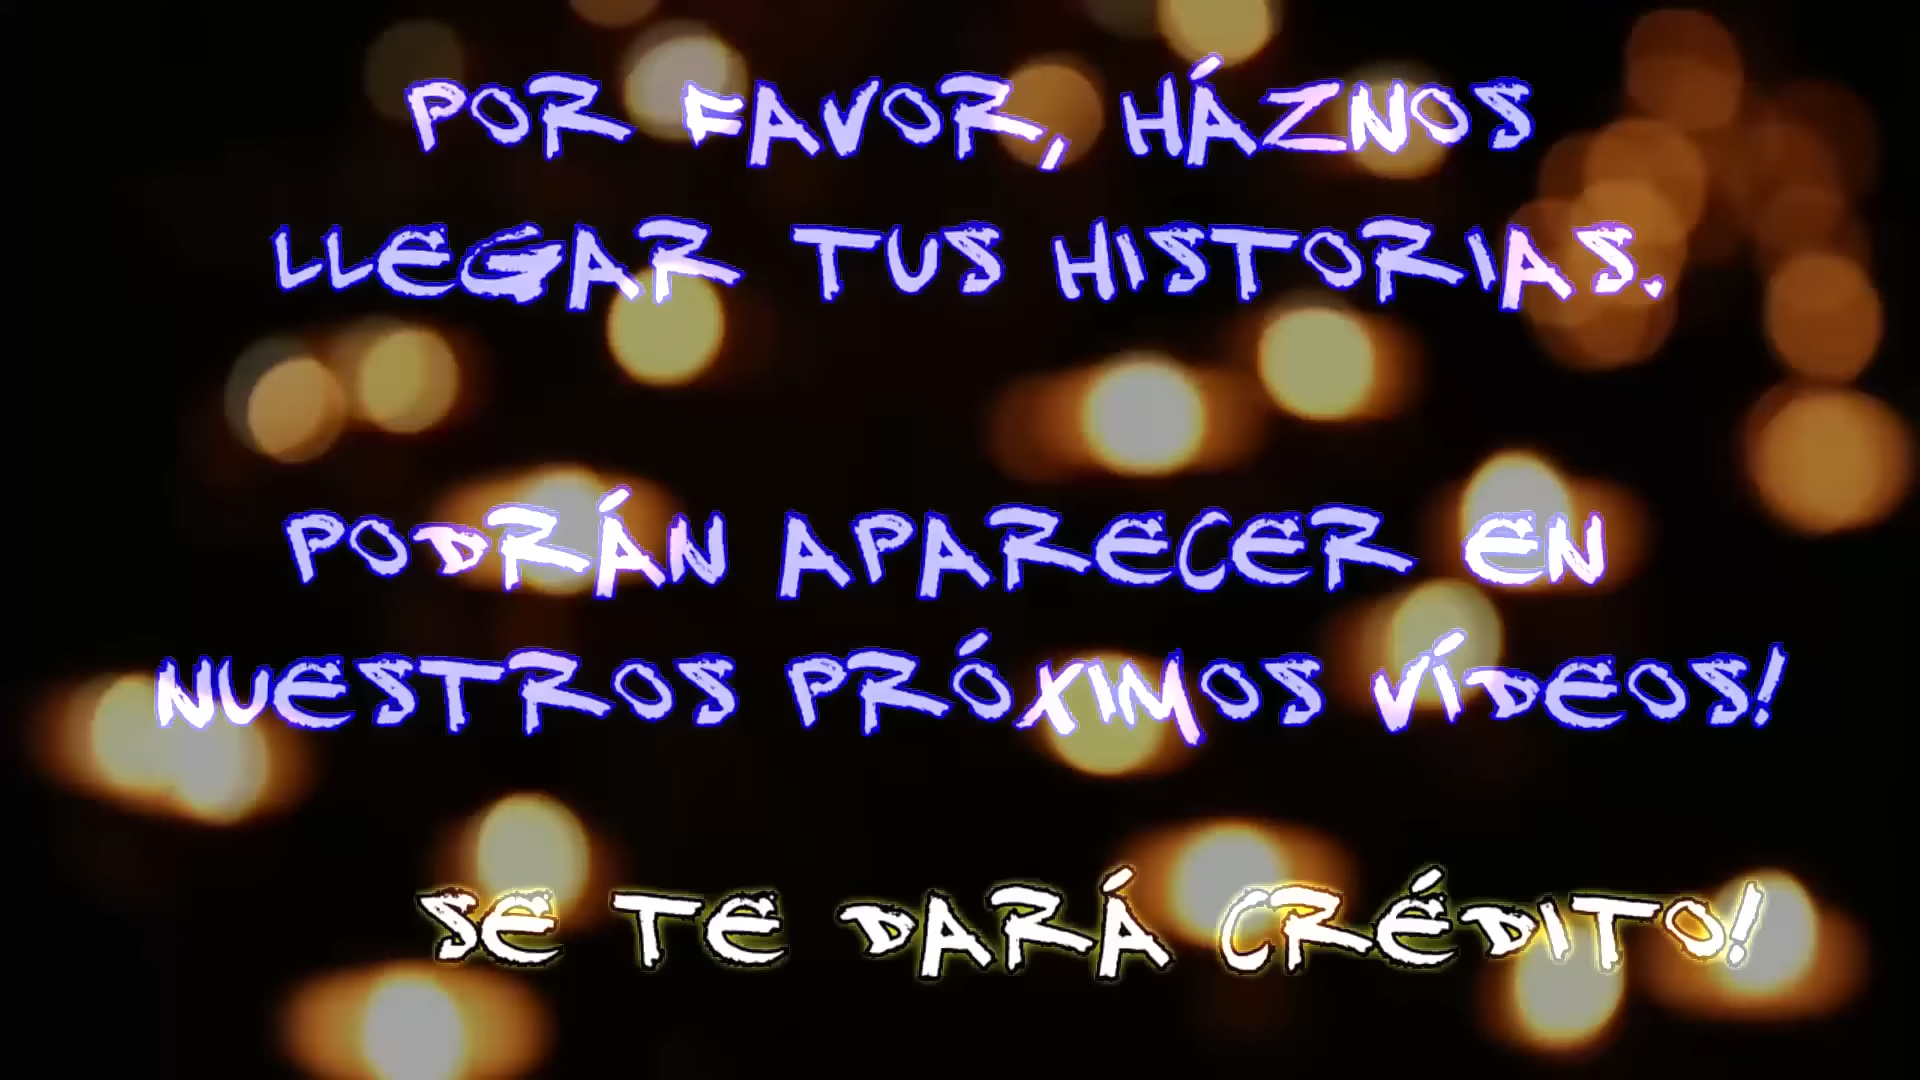 POR FAVOR, HÁZNOS
LLEGAR TUS HISTORIAS.
PODRÁN APARECER EN
NUESTROS PRÓXIMOS VÍDEOS!
SE TE DARÁ CRÉDITO!